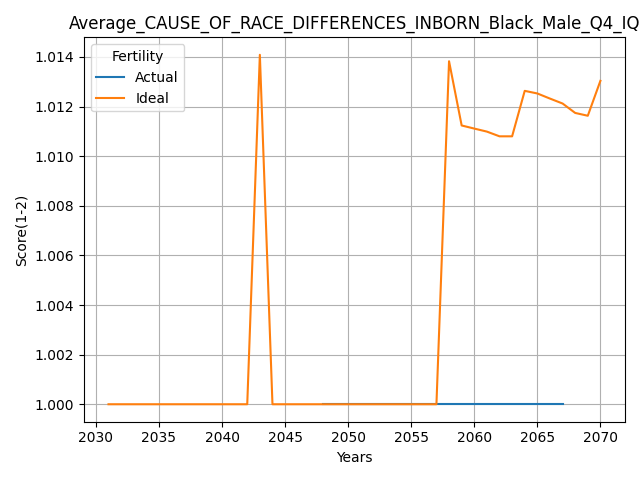 Average_CAUSE_OF_RACE_DIFFERENCES_INBORN_Black_Male_Q4_IQ
Fertility
Actual
Ideal
Score(1-2)
1.014
1.012
1.010
1.008
1.006
1.004
1.002
1.000
2030 2035 2040 2045 2050 2055 2060 2065 2070
Years